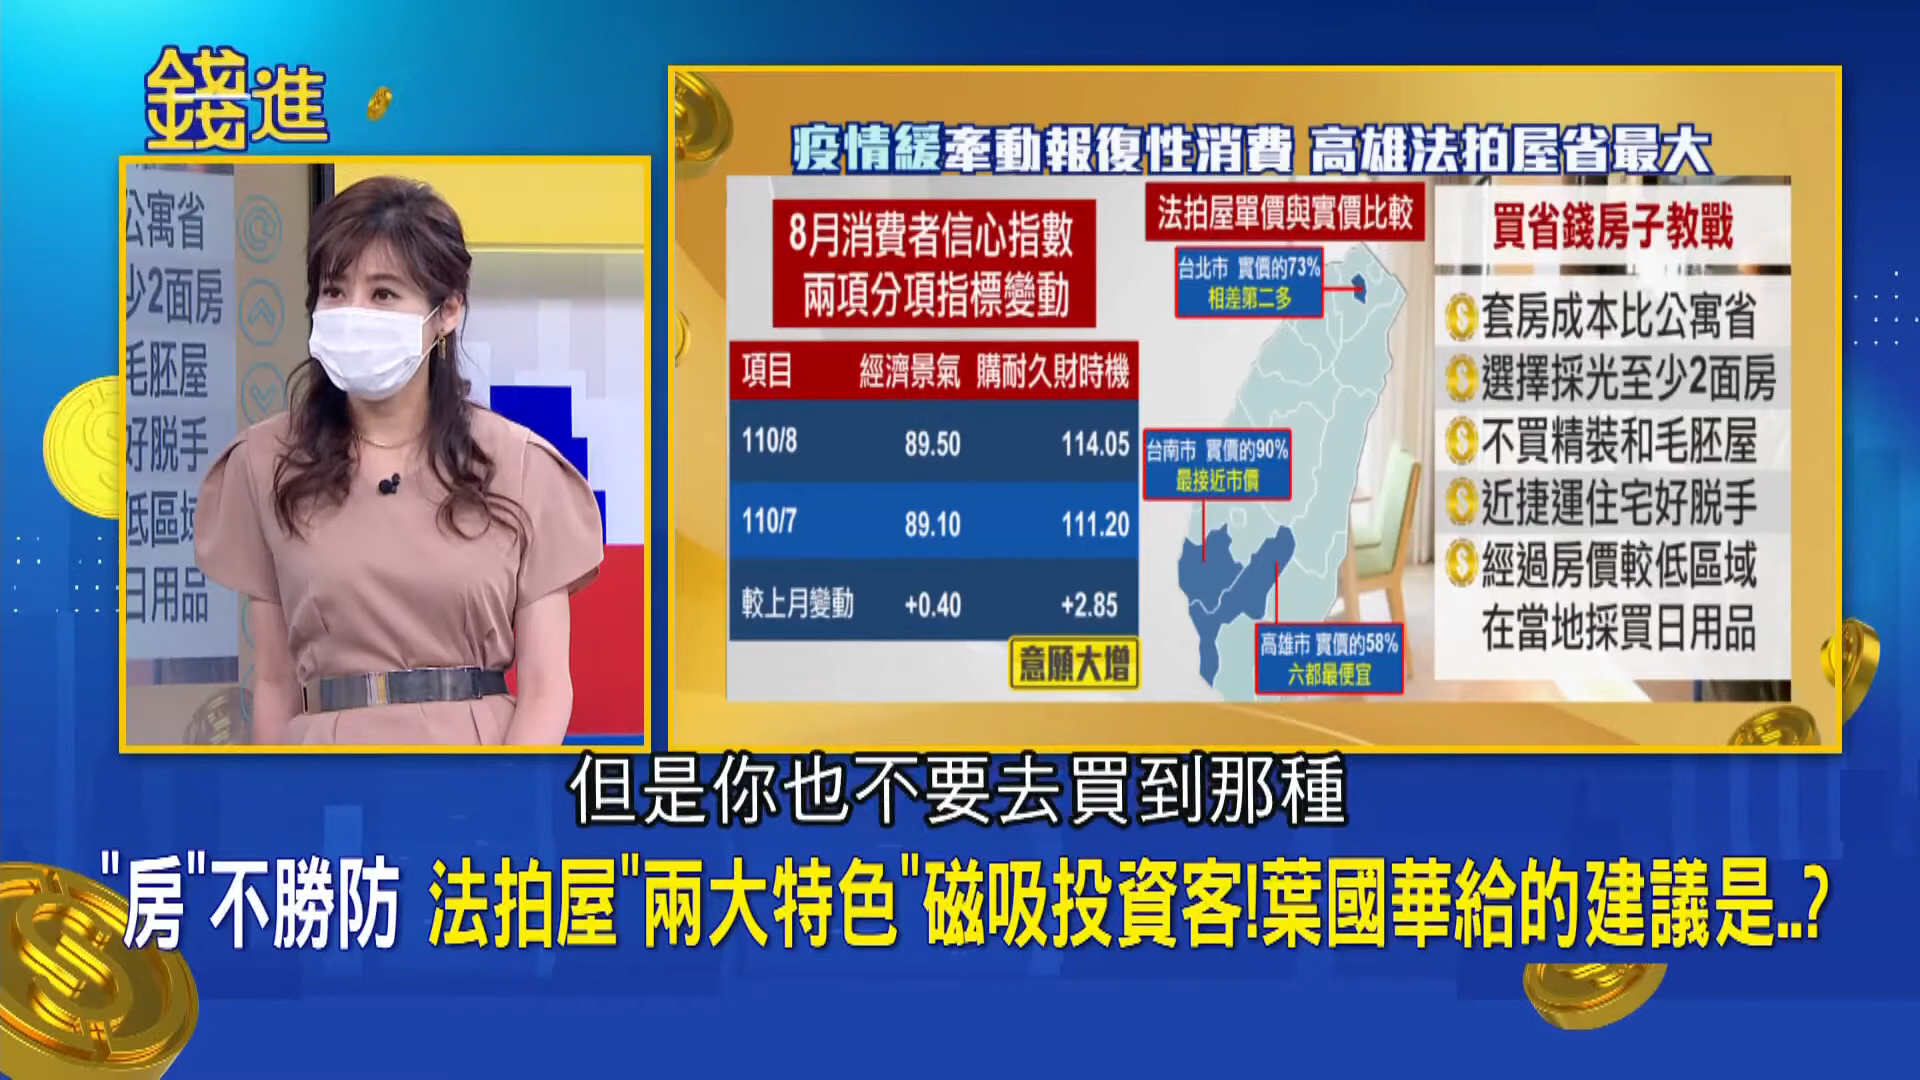 錢進
公寓省
少2面房
毛胚屋
好脫手
低區域
日用品
疫情緩牽動報復性消費 高雄法拍屋省最大
8月消費者信心指數
兩項分項指標變動
項目 經濟景氣 購耐久財時機
110/8 89.50 114.05
110/7 89.10 111.20
較上月變動 +0.40 +2.85
意願大增
法拍屋單價與實價比較
台北市 實價的73%
相差第二多
台南市 實價的90%
最接近市價
高雄市 實價的58%
六都最便宜
買省錢房子教戰
套房成本比公寓省
選擇採光至少2面房
不買精裝和毛胚屋
近捷運住宅好脫手
經過房價較低區域
在當地採買日用品
但是你也不要去買到那種
"房"不勝防 法拍屋"兩大特色"磁吸投資客!葉國華給的建議是..?